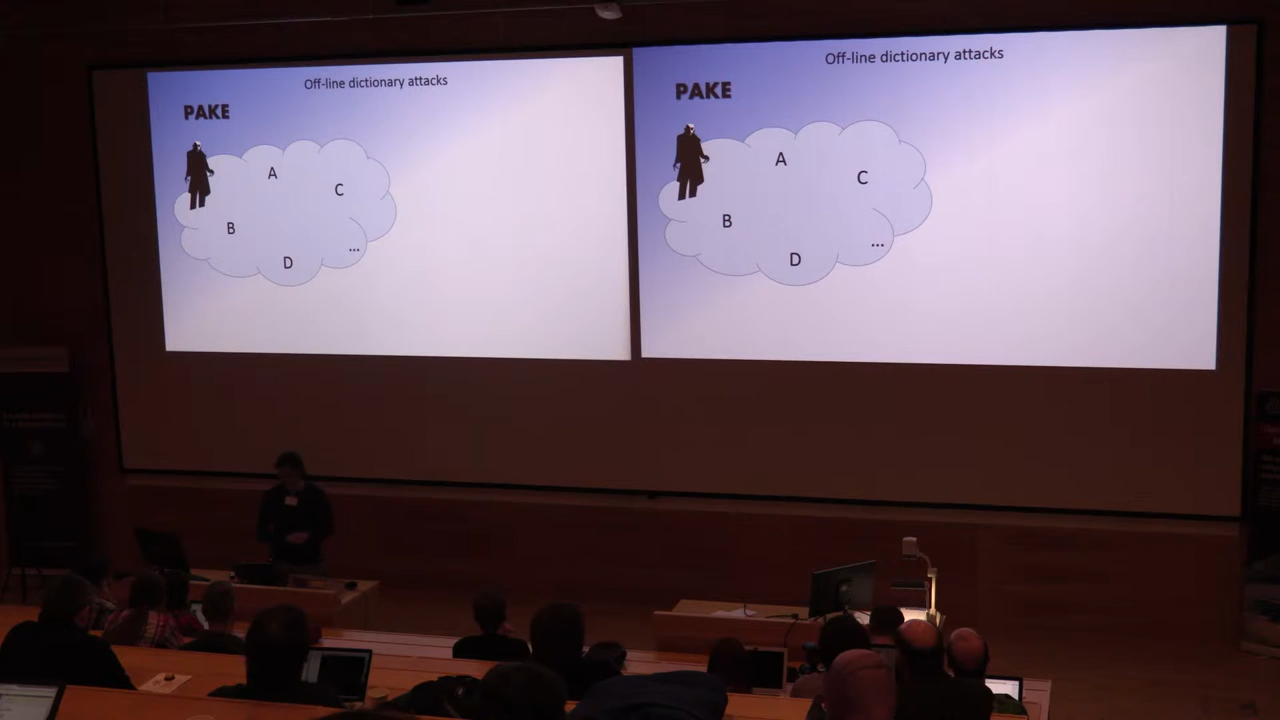 Off-line dictionary attacks
PAKE
A
C
B
...
D
Off-line dictionary attacks
PAKE
A
C
B
...
D